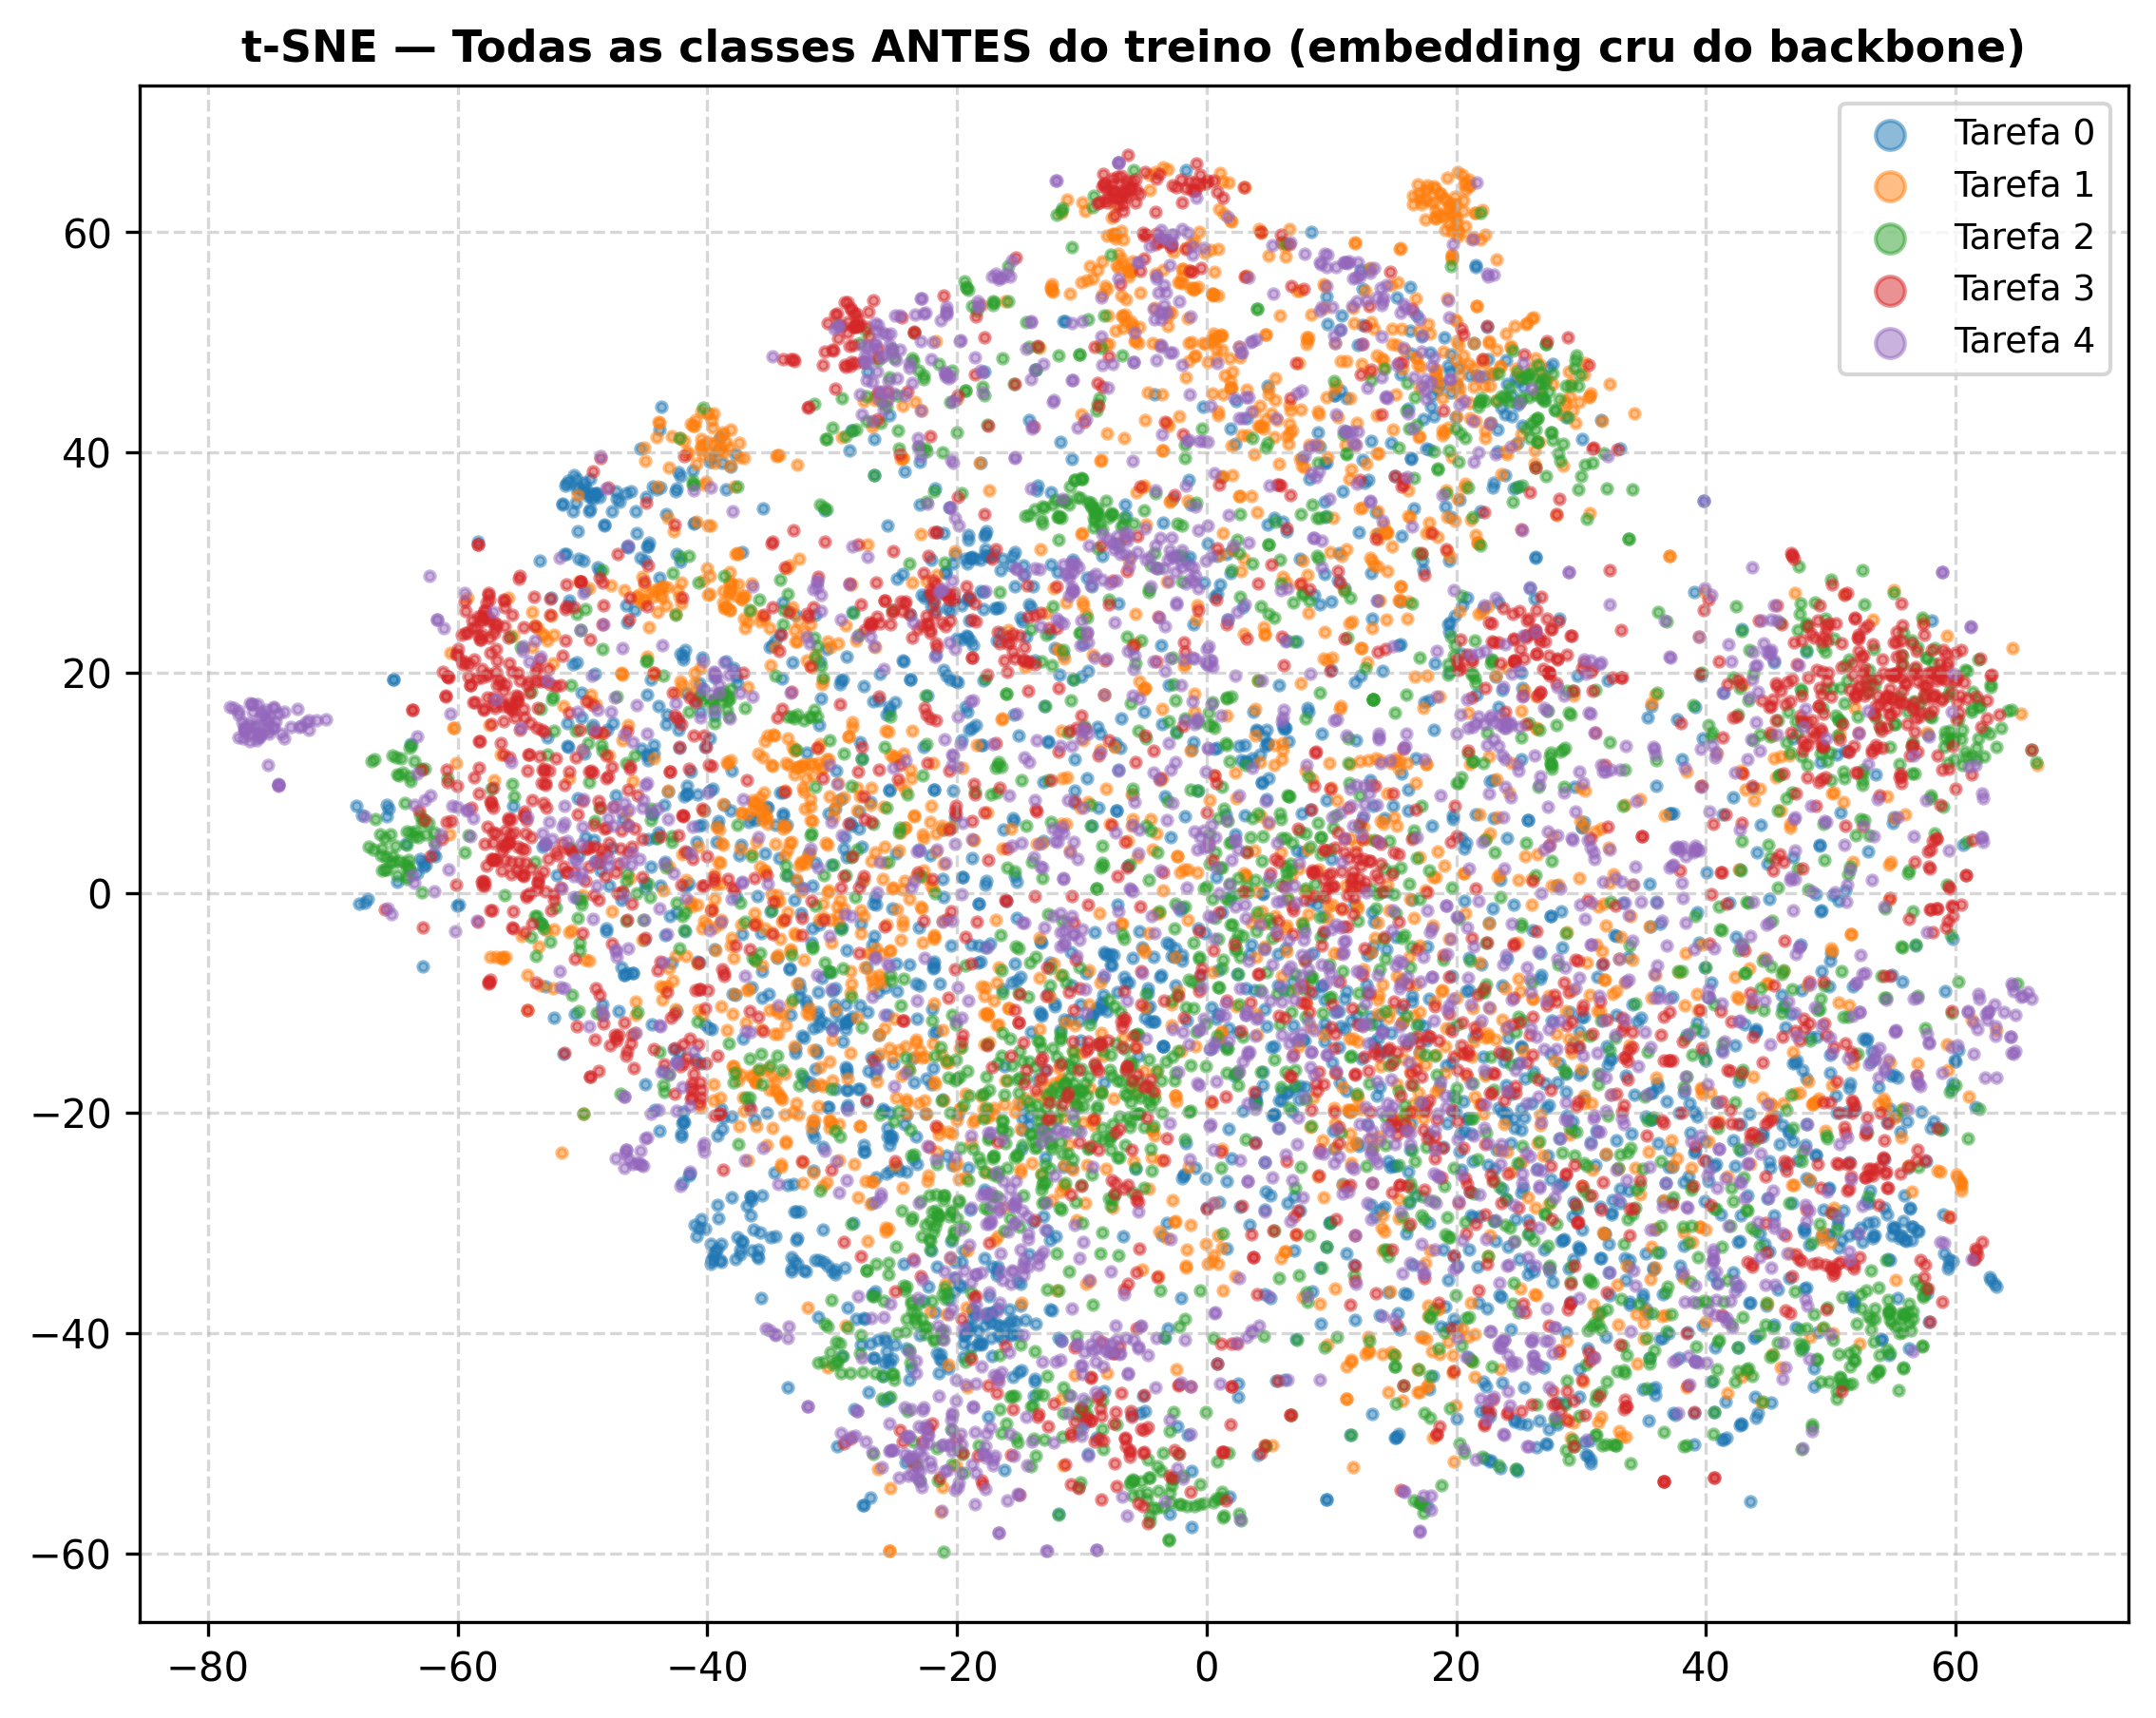 t-SNE — Todas as classes ANTES do treino (embedding cru do backbone)
Tarefa 0
Tarefa 1
Tarefa 2
Tarefa 3
Tarefa 4
60
40
20
0
−20
−40
−60
−80 −60 −40 −20 0 20 40 60